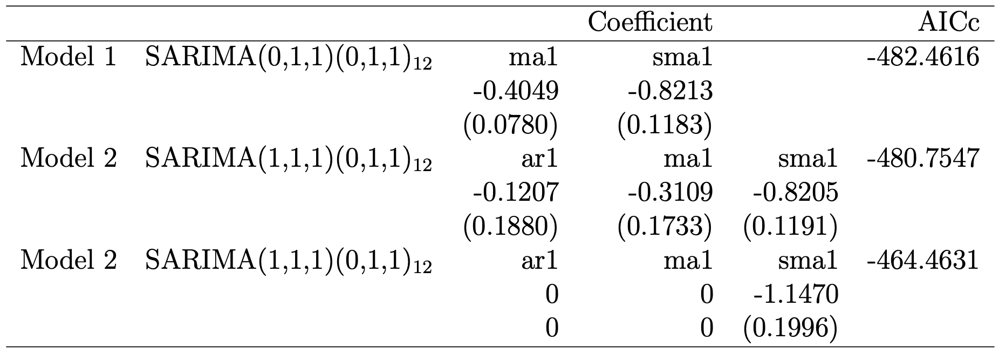 Coefficient AICc
Model 1 SARIMA(0,1,1)(0,1,1)₁₂ ma1 sma1 -482.4616
-0.4049 -0.8213
(0.0780) (0.1183)
Model 2 SARIMA(1,1,1)(0,1,1)₁₂ ar1 ma1 sma1 -480.7547
-0.1207 -0.3109 -0.8205
(0.1880) (0.1733) (0.1191)
Model 2 SARIMA(1,1,1)(0,1,1)₁₂ ar1 ma1 sma1 -464.4631
0 0 -1.1470
0 0 (0.1996)